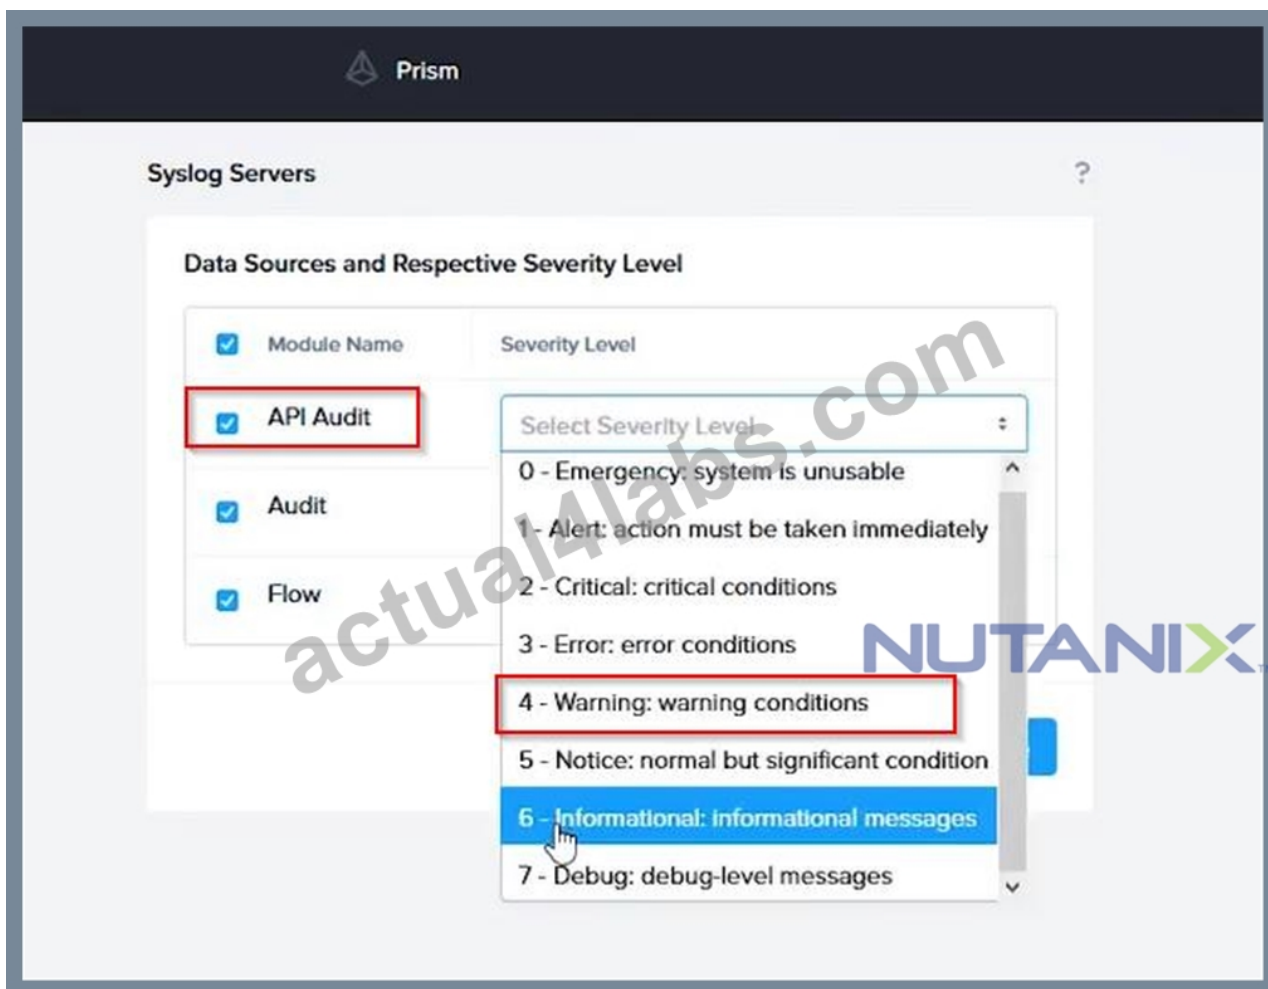 Prism
Syslog Servers
?
Data Sources and Respective Severity Level
Module Name
Severity Level
API Audit
Select Severity Level
0 - Emergency: system is unusable
1 - Alert: action must be taken immediately
Audit
2 - Critical: critical conditions
Flow
3 - Error: error conditions
4 - Warning: warning conditions
5 - Notice: normal but significant condition
6 - Informational: informational messages
7 - Debug: debug-level messages
actual4labs.com
NUTANIX